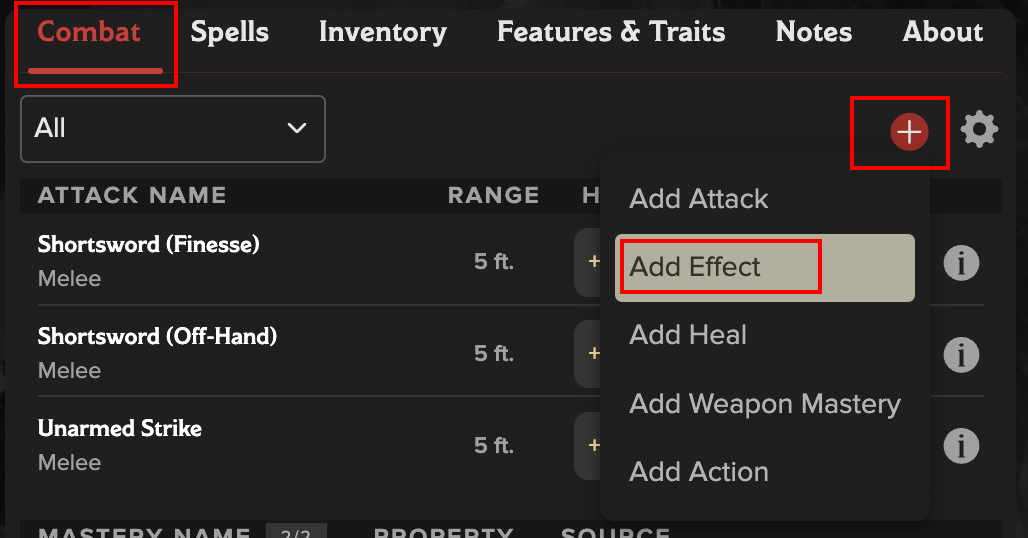 Combat Spells Inventory Features & Traits Notes About
All
ATTACK NAME RANGE H
Add Attack
Shortsword (Finesse)
Melee
5 ft. +
Add Effect
Shortsword (Off-Hand)
Melee
5 ft. +
Add Heal
Unarmed Strike
Melee
5 ft. +
Add Weapon Mastery
Add Action
MASTERY NAME 2/2 PROPERTY SOURCE